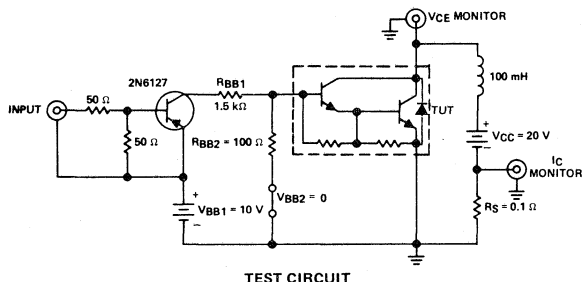 VCE MONITOR
2N6127
RBB1
1.5 kΩ
50 Ω
INPUT
50 Ω
RBB2 = 100 Ω
TUT
100 mH
+
VCC = 20 V
−
IC
MONITOR
+
VBB1 = 10 V
−
VBB2 = 0
RS = 0.1 Ω
TEST CIRCUIT